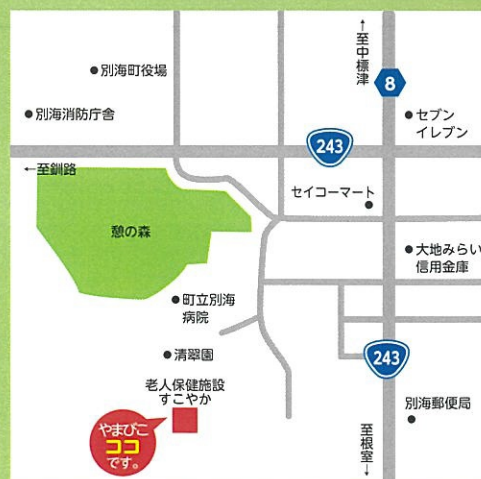 ↑至中標津
●別海町役場
8
●別海消防庁舎
●セブン
イレブン
243
←至釧路
セイコーマート
●
憩の森
●大地みらい
信用金庫
●町立別海
病院
●清翠園
243
老人保健施設
すこやか
やまびこ
ココ
です。
別海郵便局
●
至根室↓